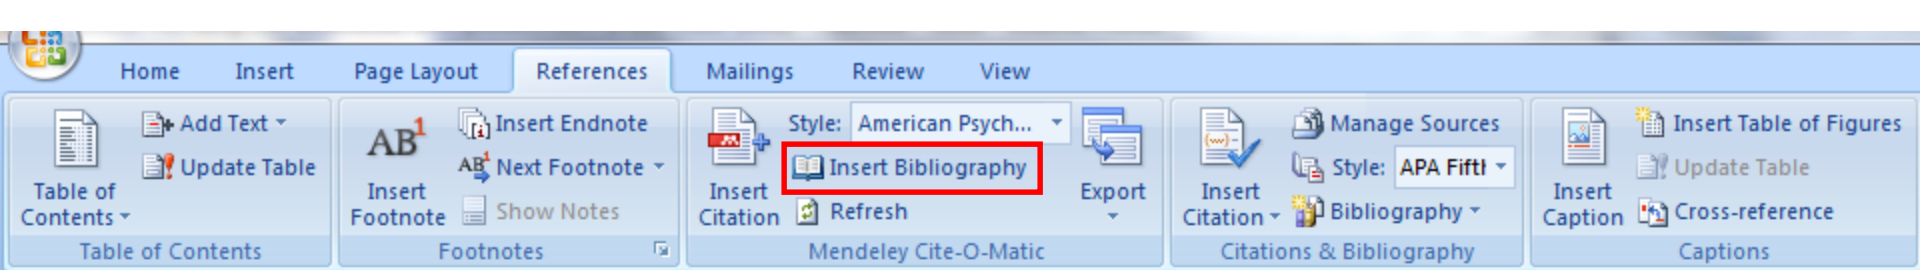 Home Insert Page Layout References Mailings Review View
Table of Contents
Add Text
Update Table
Table of Contents
AB1
Insert Footnote
Insert Endnote
AB1 Next Footnote
Show Notes
Footnotes
Insert Citation
Style: American Psych...
Insert Bibliography
Refresh
Export
Mendeley Cite-O-Matic
Insert Citation
Manage Sources
Style: APA Fifth
Bibliography
Citations & Bibliography
Insert Caption
Insert Table of Figures
Update Table
Cross-reference
Captions